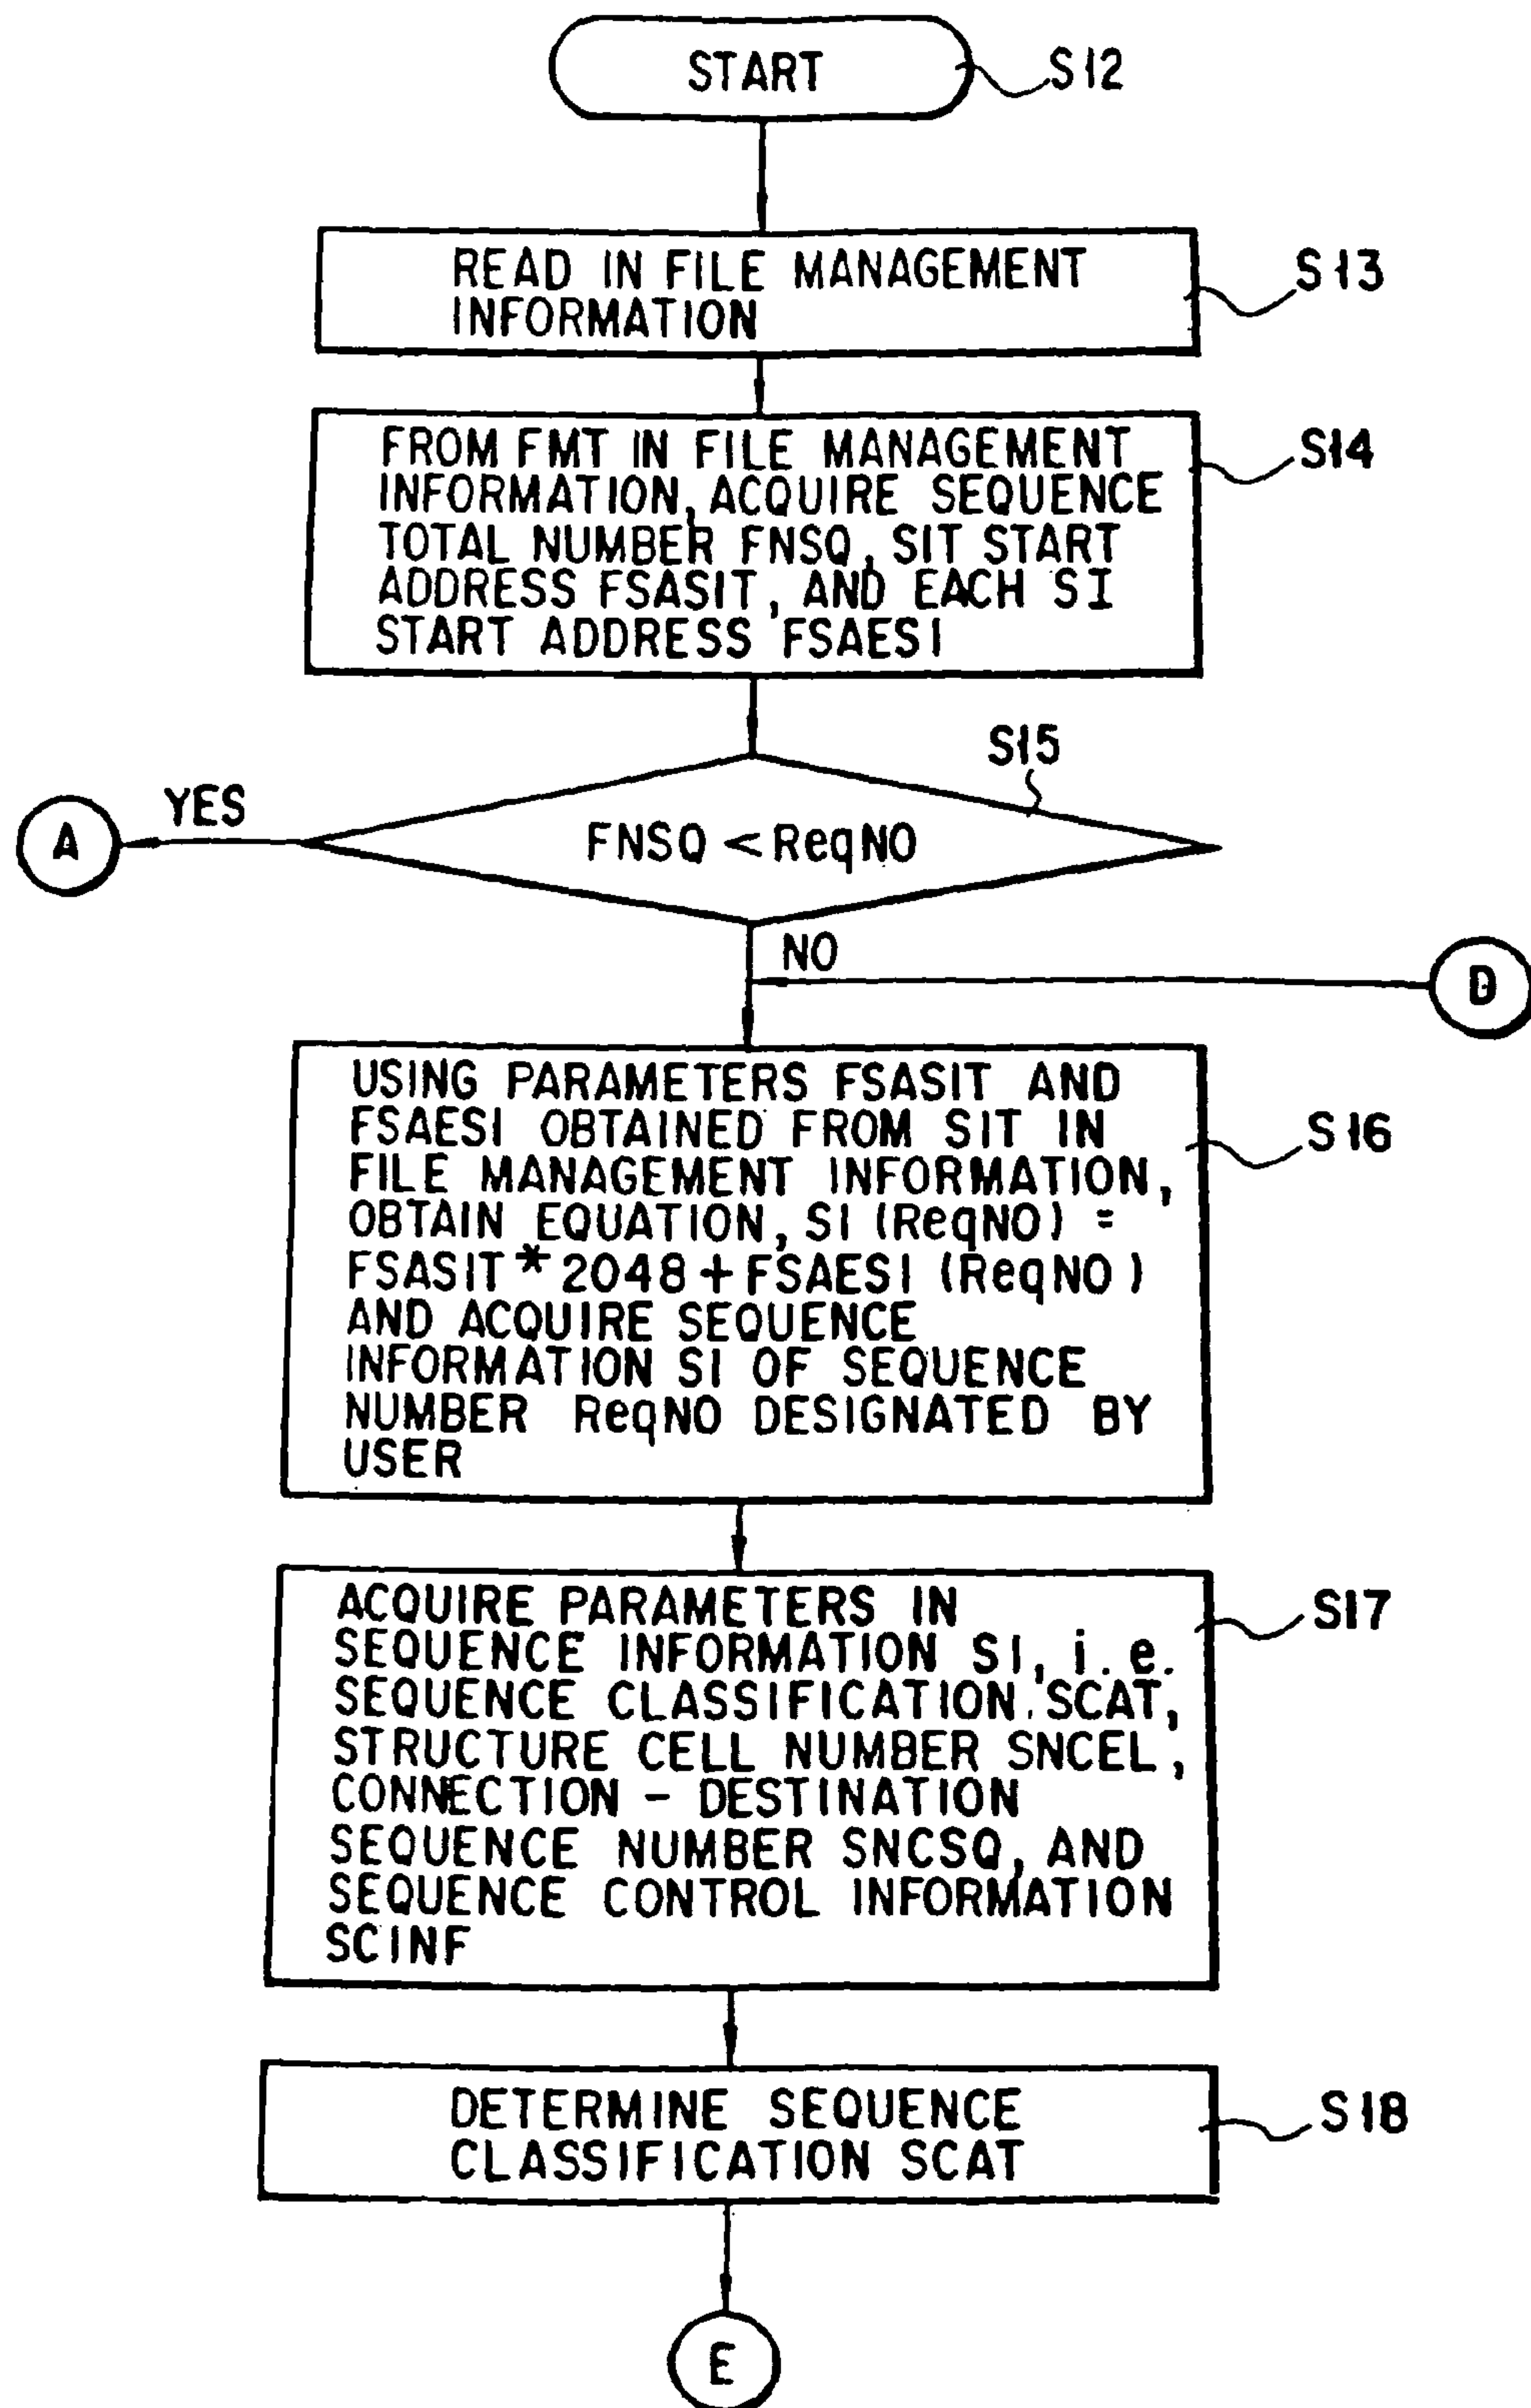 START
S12
READ IN FILE MANAGEMENT
INFORMATION
S13
FROM FMT IN FILE MANAGEMENT
INFORMATION, ACQUIRE SEQUENCE
TOTAL NUMBER FNSQ, SIT START
ADDRESS FSASIT, AND EACH SI
START ADDRESS FSAESI
S14
S15
YES
A
FNSQ < ReqNO
NO
D
USING PARAMETERS FSASIT AND
FSAESI OBTAINED FROM SIT IN
FILE MANAGEMENT INFORMATION,
OBTAIN EQUATION, SI (ReqNO) =
FSASIT * 2048 + FSAESI (ReqNO)
AND ACQUIRE SEQUENCE
INFORMATION SI OF SEQUENCE
NUMBER ReqNO DESIGNATED BY
USER
S16
ACQUIRE PARAMETERS IN
SEQUENCE INFORMATION SI, i.e.
SEQUENCE CLASSIFICATION SCAT,
STRUCTURE CELL NUMBER SNCEL,
CONNECTION - DESTINATION
SEQUENCE NUMBER SNCSQ, AND
SEQUENCE CONTROL INFORMATION
SCINF
S17
DETERMINE SEQUENCE
CLASSIFICATION SCAT
S18
E